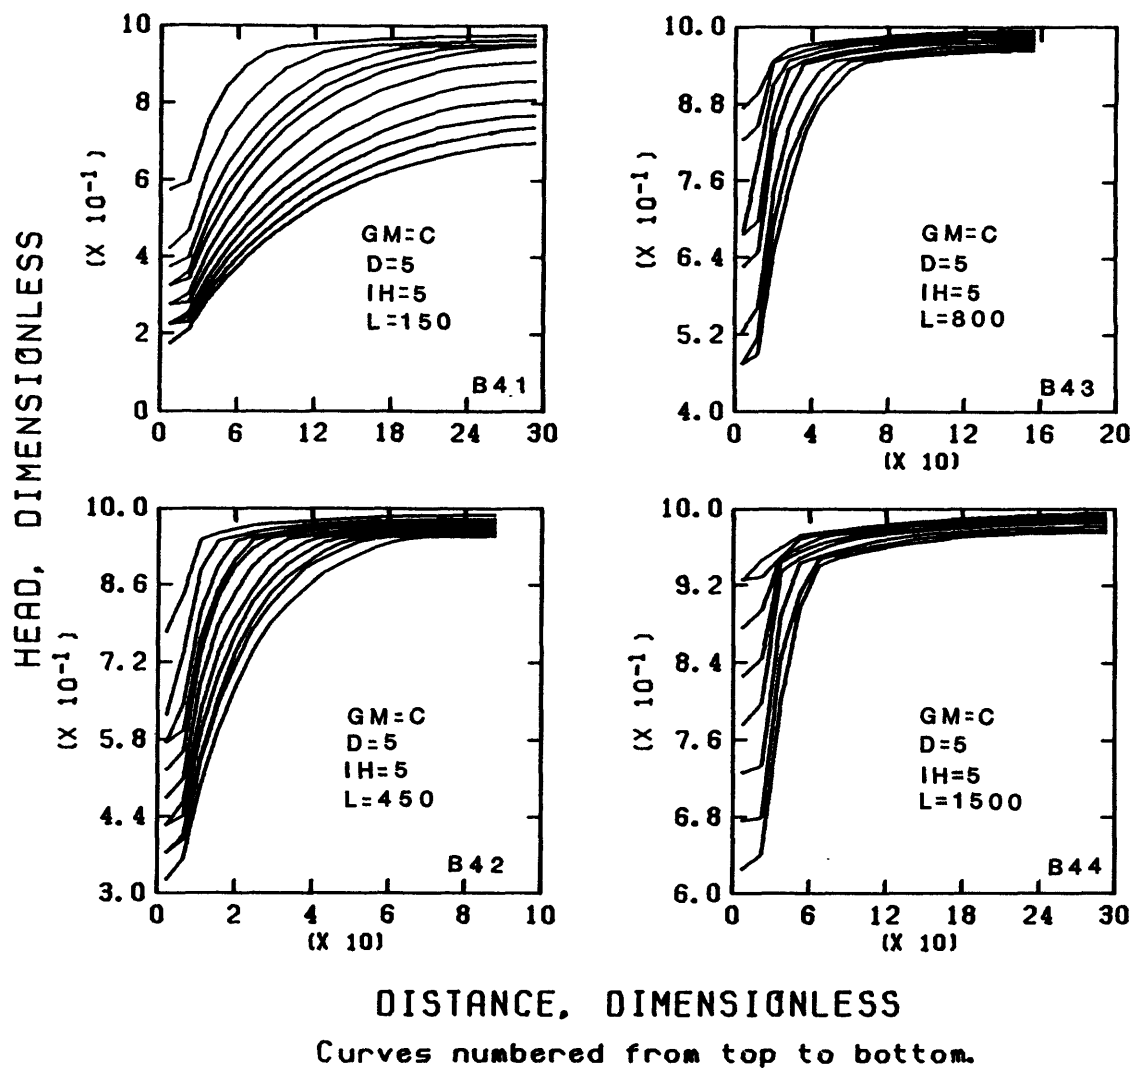 HEAD, DIMENSIONLESS
10
8
6
4
2
0
(X 10-1)
0 6 12 18 24 30
GM=C
D=5
IH=5
L=150
B41
10.0
8.8
7.6
6.4
5.2
4.0
(X 10-1)
0 4 8 12 16 20
(X 10)
GM=C
D=5
IH=5
L=800
B43
10.0
8.6
7.2
5.8
4.4
3.0
(X 10-1)
0 2 4 6 8 10
(X 10)
GM=C
D=5
IH=5
L=450
B42
10.0
9.2
8.4
7.6
6.8
6.0
(X 10-1)
0 6 12 18 24 30
(X 10)
GM=C
D=5
IH=5
L=1500
B44
DISTANCE, DIMENSIONLESS
Curves numbered from top to bottom.